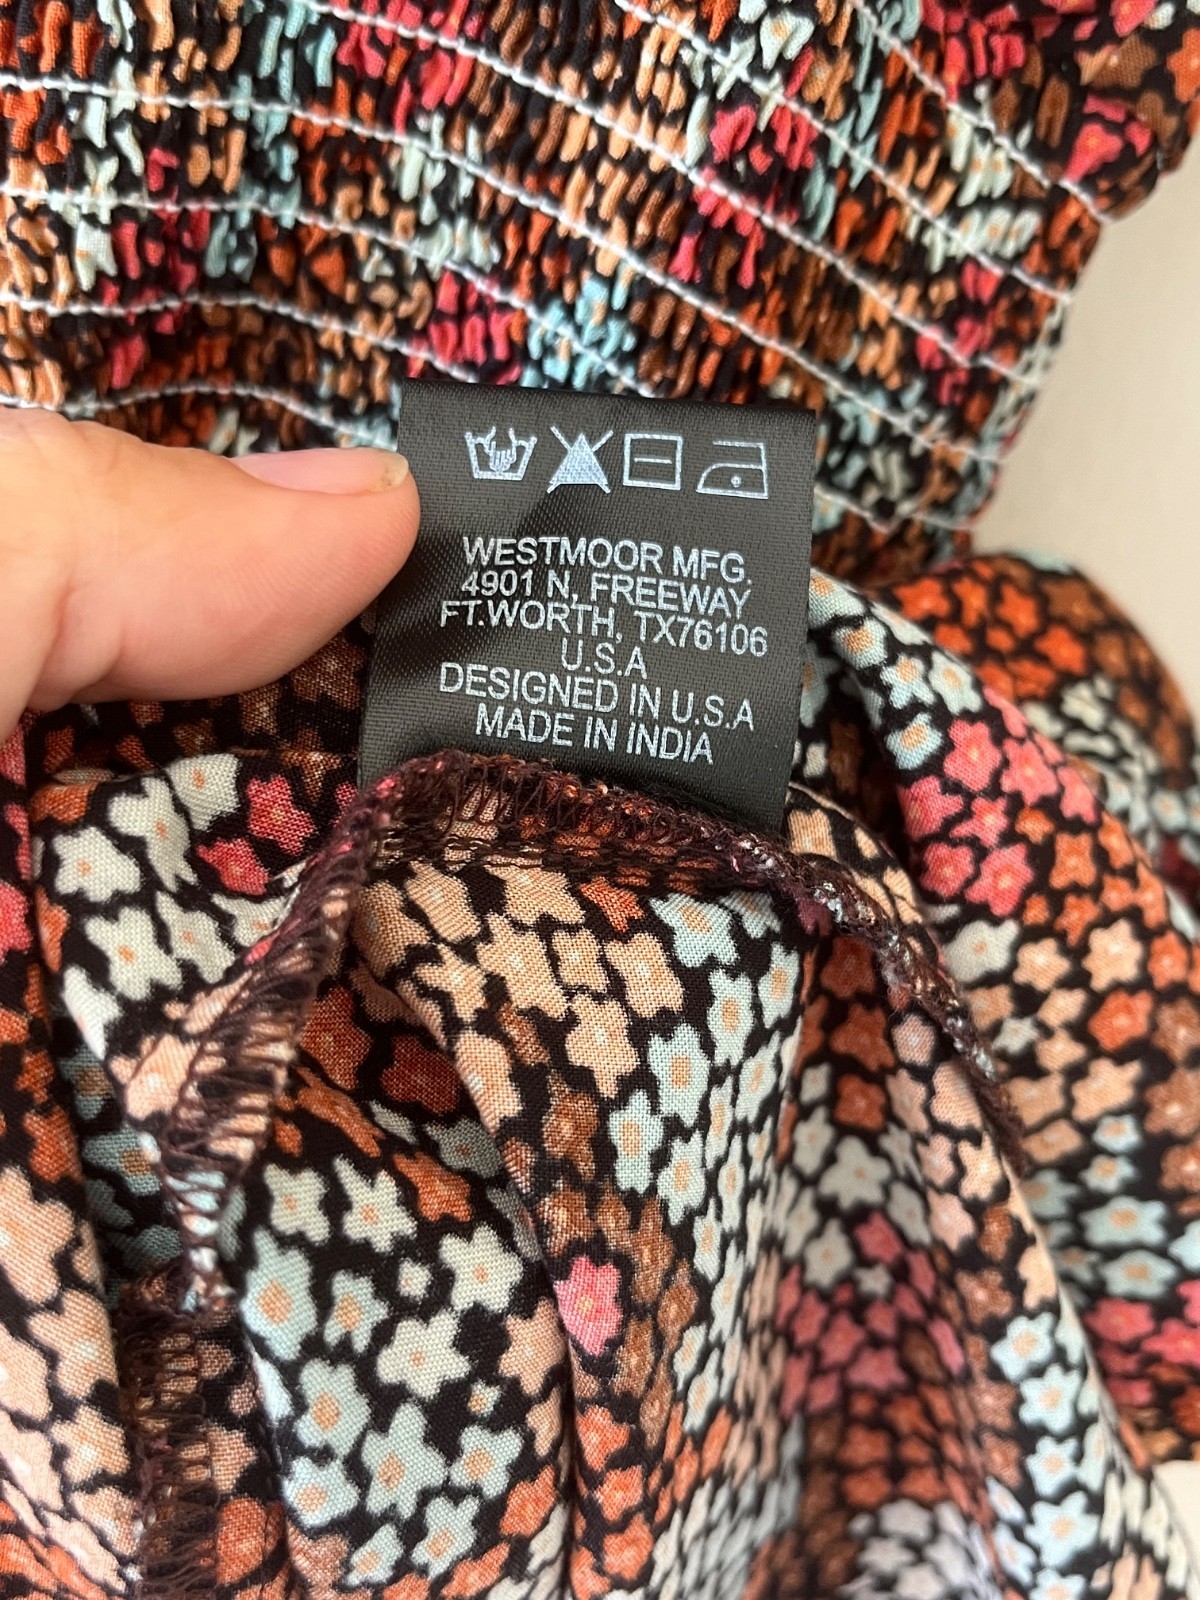 WESTMOOR MFG.
4901 N, FREEWAY
FT.WORTH, TX76106
U.S.A
DESIGNED IN U.S.A
MADE IN INDIA